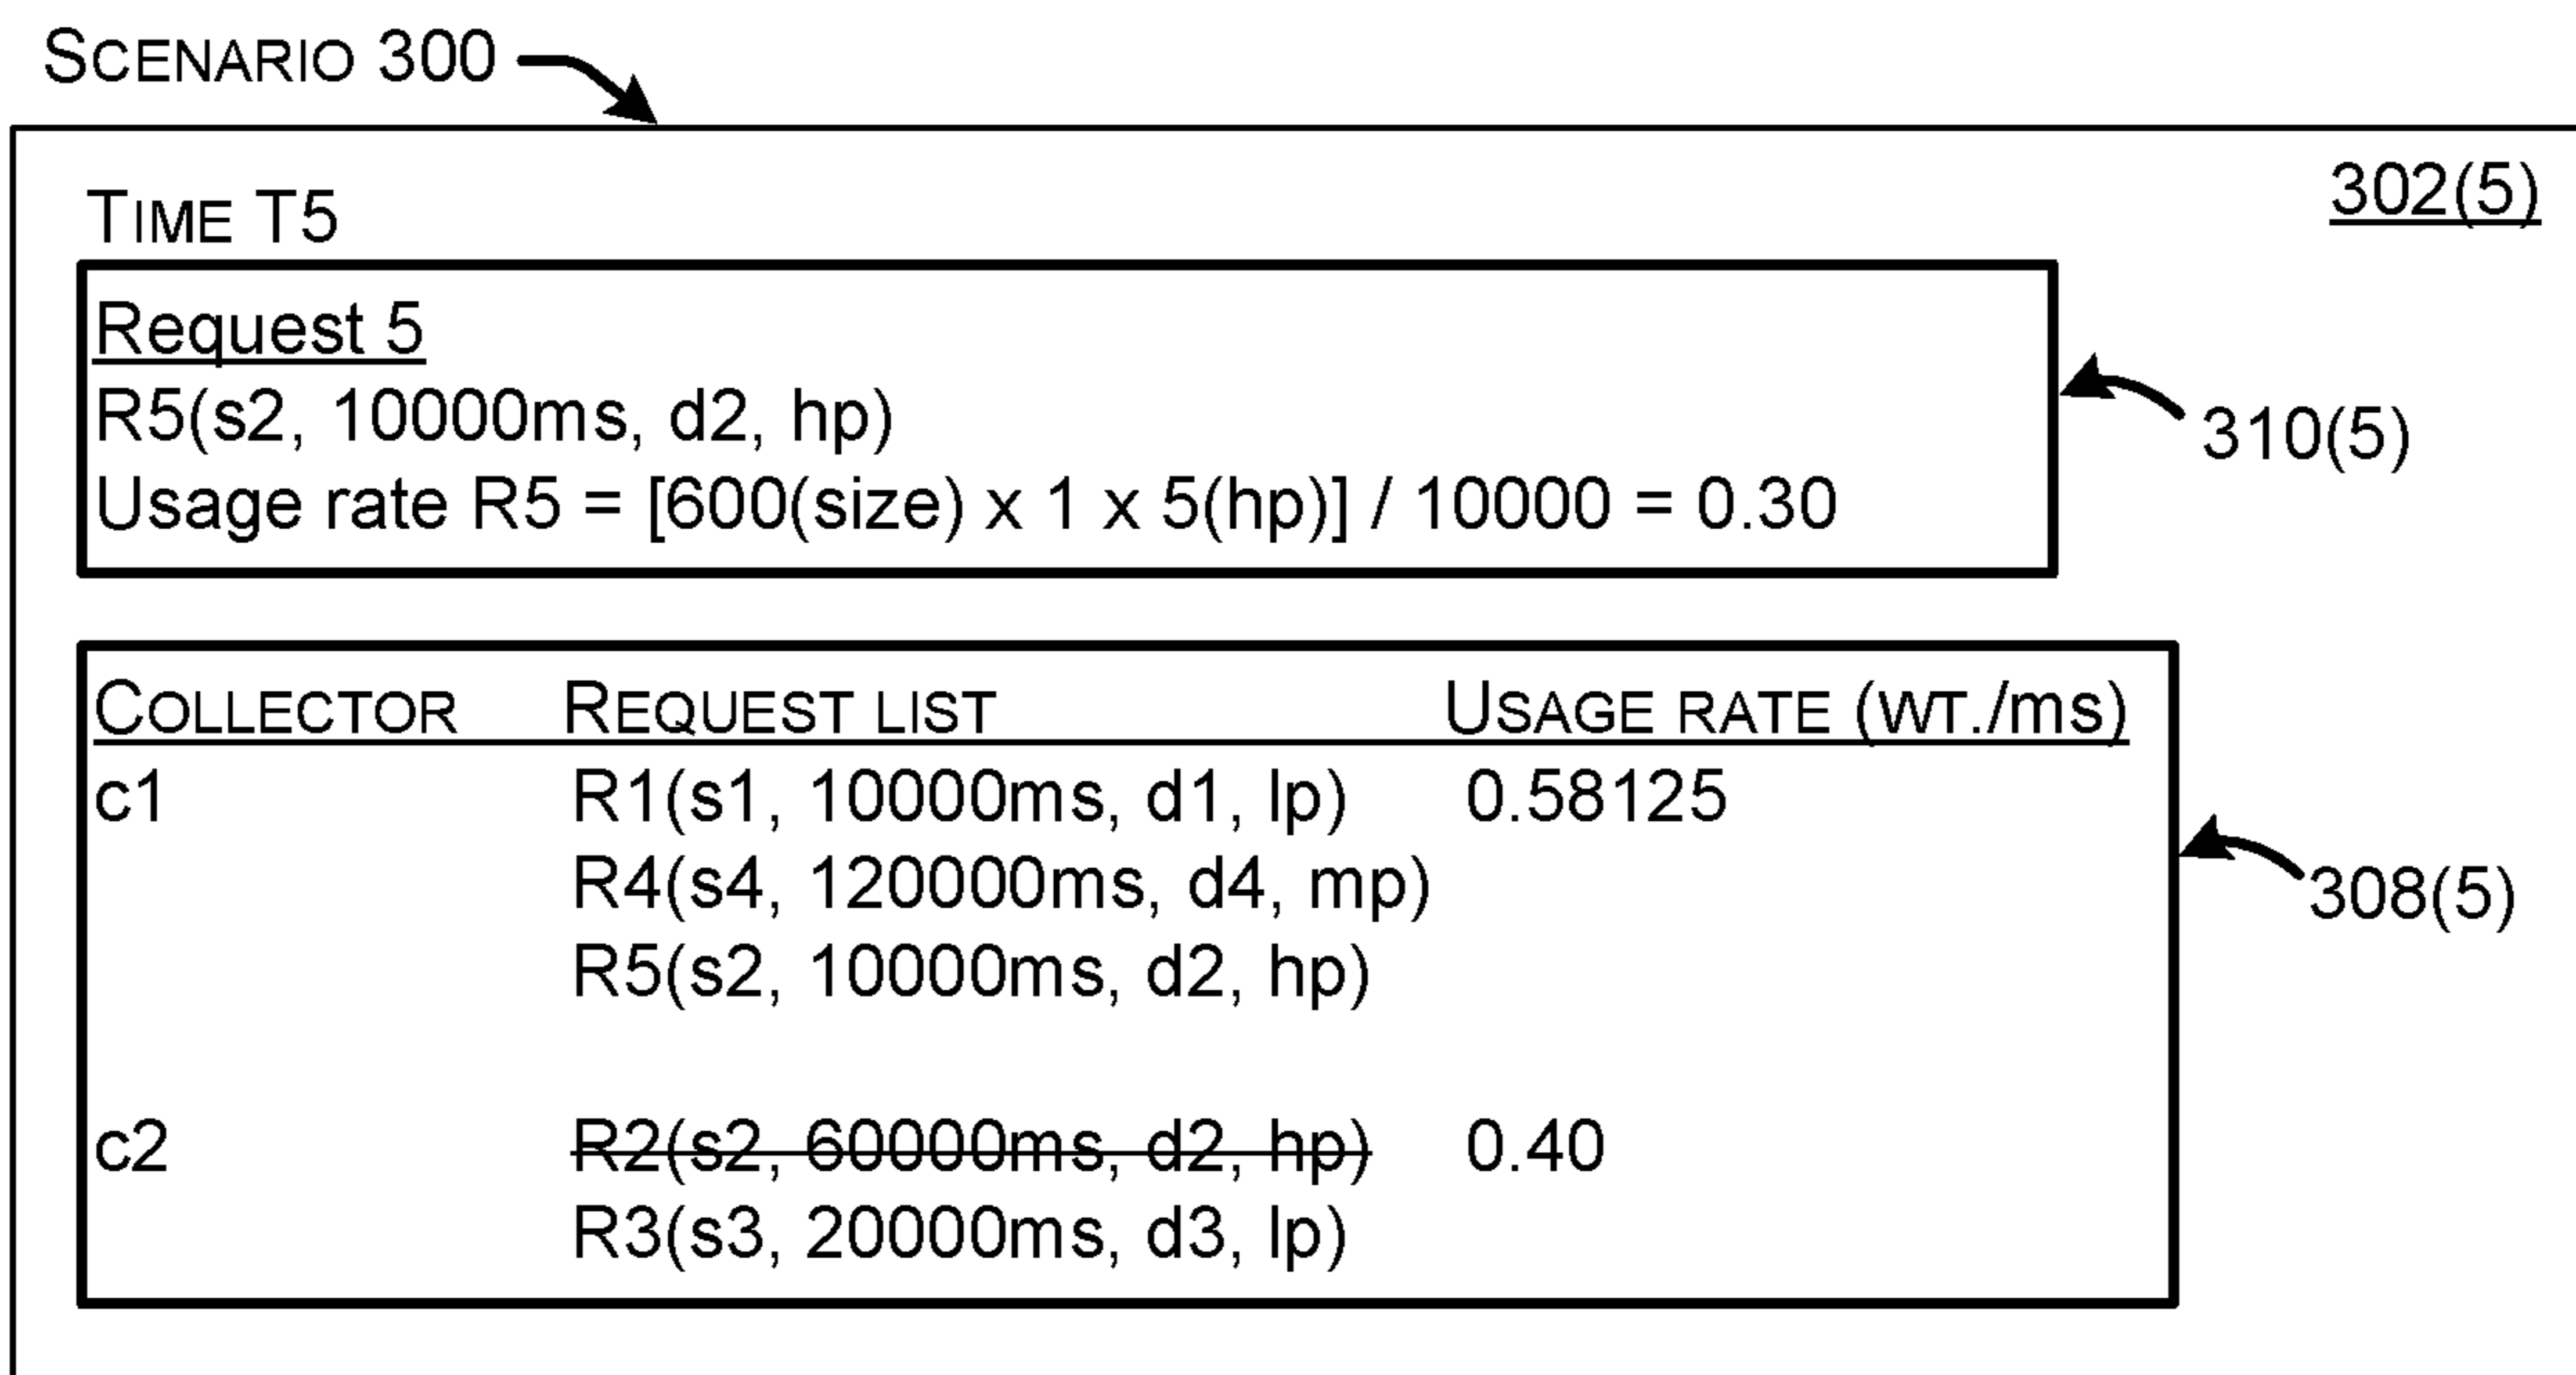 SCENARIO 300
TIME T5
302(5)
Request 5
R5(s2, 10000ms, d2, hp)
Usage rate R5 = [600(size) x 1 x 5(hp)] / 10000 = 0.30
310(5)
COLLECTOR REQUEST LIST USAGE RATE (WT./ms)
c1 R1(s1, 10000ms, d1, lp) 0.58125
R4(s4, 120000ms, d4, mp)
R5(s2, 10000ms, d2, hp)
308(5)
c2 R2(s2, 60000ms, d2, hp) 0.40
R3(s3, 20000ms, d3, lp)